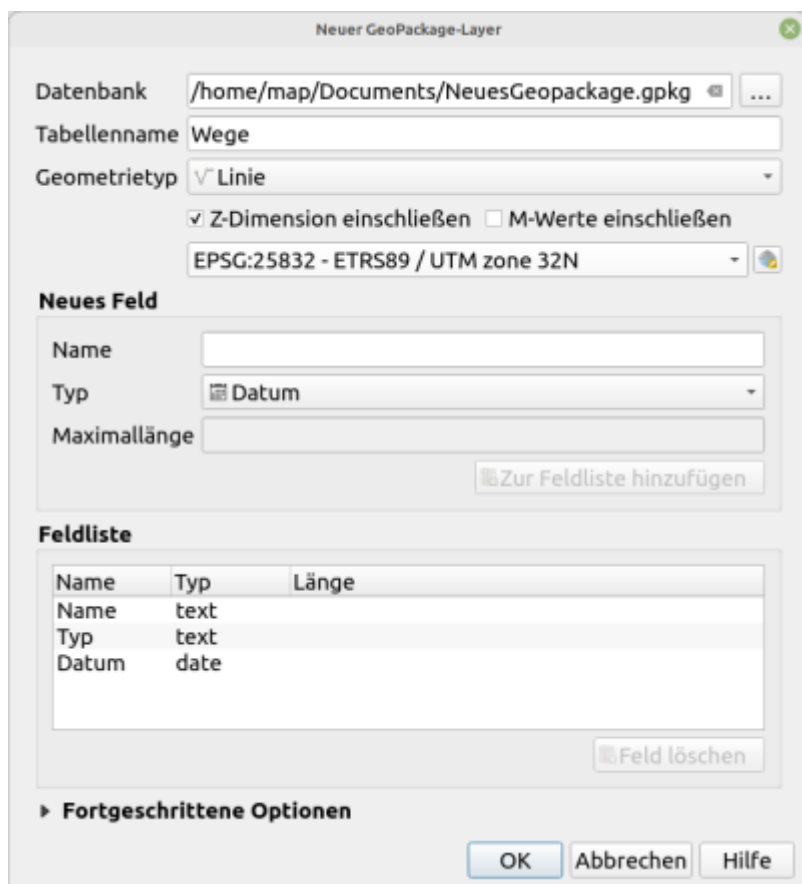 Neuer GeoPackage-Layer
Datenbank /home/map/Documents/NeuesGeopackage.gpkg ...
Tabellenname Wege
Geometrietyp Linie
Z-Dimension einschließen M-Werte einschließen
EPSG:25832 - ETRS89 / UTM zone 32N
Neues Feld
Name
Typ Datum
Maximallänge
Zur Feldliste hinzufügen
Feldliste
Name Typ Länge
Name text
Typ text
Datum date
Feld löschen
Fortgeschrittene Optionen
OK Abbrechen Hilfe